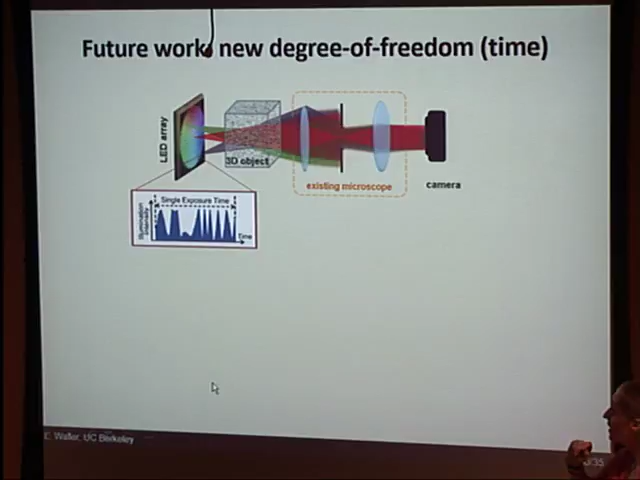 Future work: new degree-of-freedom (time)
LED array
3D object
existing microscope
camera
Single Exposure Time
Illumination
Intensity
Time
L. Waller, UC Berkeley